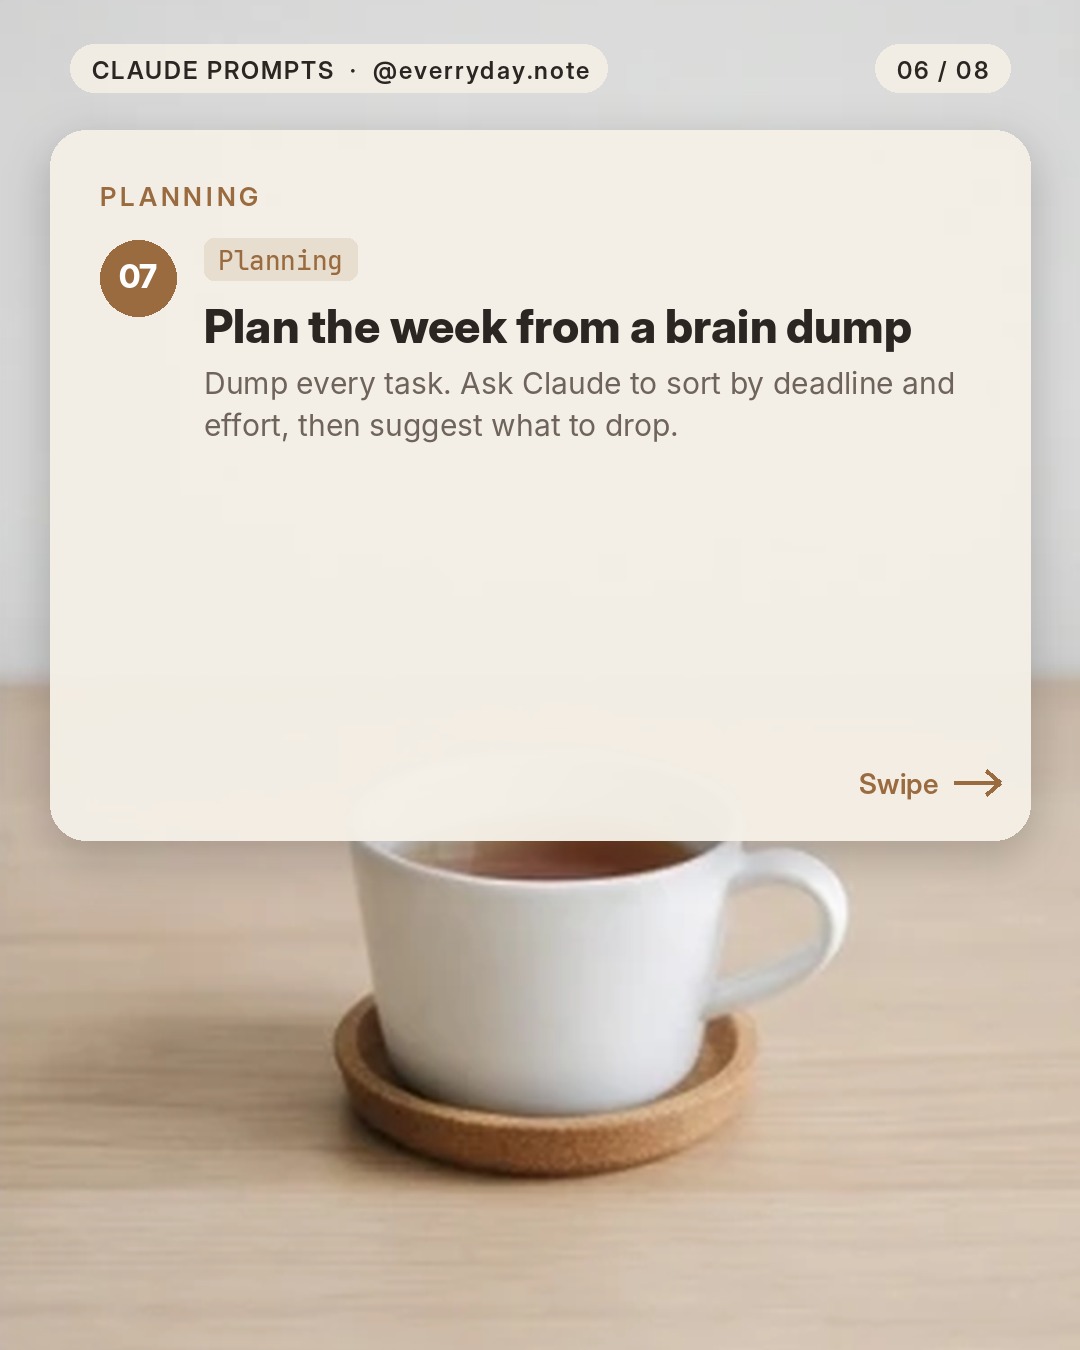 CLAUDE PROMPTS · @everryday.note
06 / 08
PLANNING
07
Planning
Plan the week from a brain dump
Dump every task. Ask Claude to sort by deadline and
effort, then suggest what to drop.
Swipe →